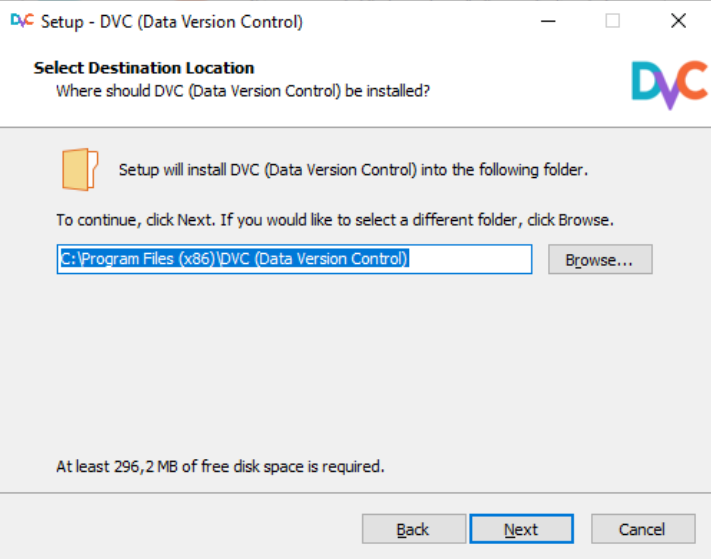 DVC Setup - DVC (Data Version Control)
Select Destination Location
Where should DVC (Data Version Control) be installed?
DVC
Setup will install DVC (Data Version Control) into the following folder.
To continue, click Next. If you would like to select a different folder, click Browse.
C:\Program Files (x86)\DVC (Data Version Control)
Browse...
At least 296,2 MB of free disk space is required.
Back
Next
Cancel